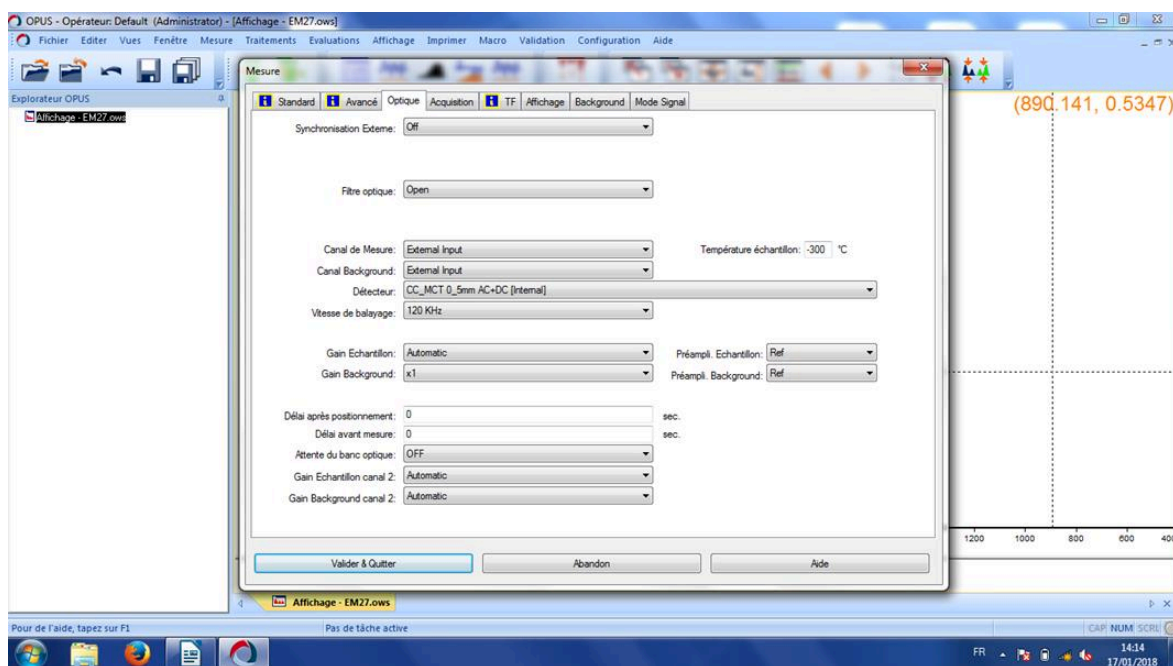 OPUS - Opérateur: Default (Administrator) - [Affichage - EM27.ows]
Fichier Editer Vues Fenêtre Mesure Traitements Evaluations Affichage Imprimer Macro Validation Configuration Aide
Explorateur OPUS
Affichage - EM27.ows
(890.141, 0.5347)
Mesure
Standard Avancé Optique Acquisition TF Affichage Background Mode Signal
Synchronisation Externe: Off
Filtre optique: Open
Canal de Mesure: External Input Température échantillon: -300 °C
Canal Background: External Input
Détecteur: CC_MCT 0_5mm AC+DC [Internal]
Vitesse de balayage: 120 KHz
Gain Echantillon: Automatic Préampli. Echantillon: Ref
Gain Background: x1 Préampli. Background: Ref
Délai après positionnement: 0 sec.
Délai avant mesure: 0 sec.
Attente du banc optique: OFF
Gain Echantillon canal 2: Automatic
Gain Background canal 2: Automatic
1200 1000 800 600 400
Valider & Quitter Abandon Aide
Affichage - EM27.ows
Pour de l'aide, tapez sur F1 Pas de tâche active CAP NUM SCRL
FR 14:14
17/01/2018